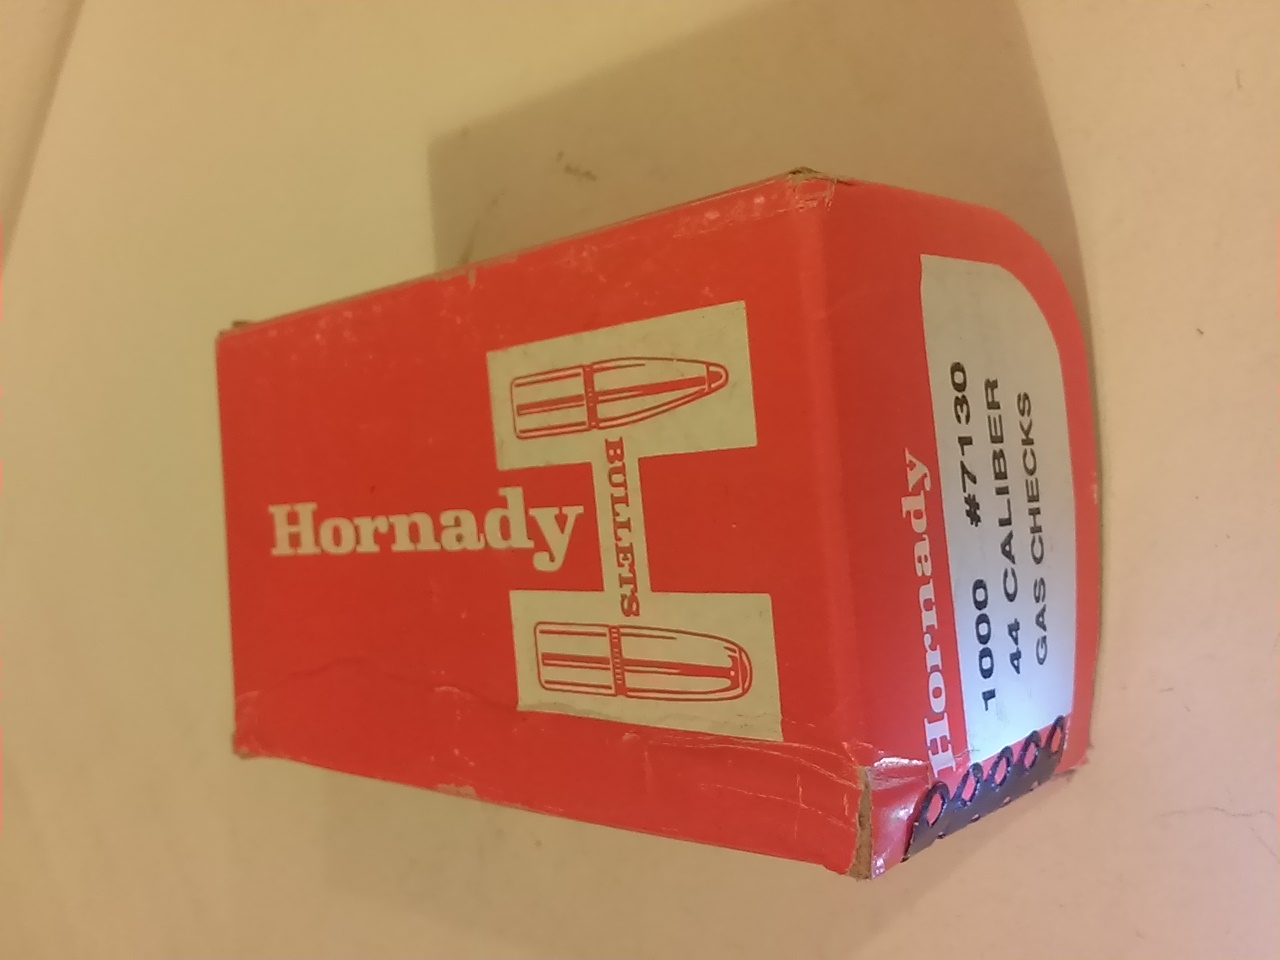 Hornady
BULLETS
Hornady
1000 #7130
44 CALIBER
GAS CHECKS